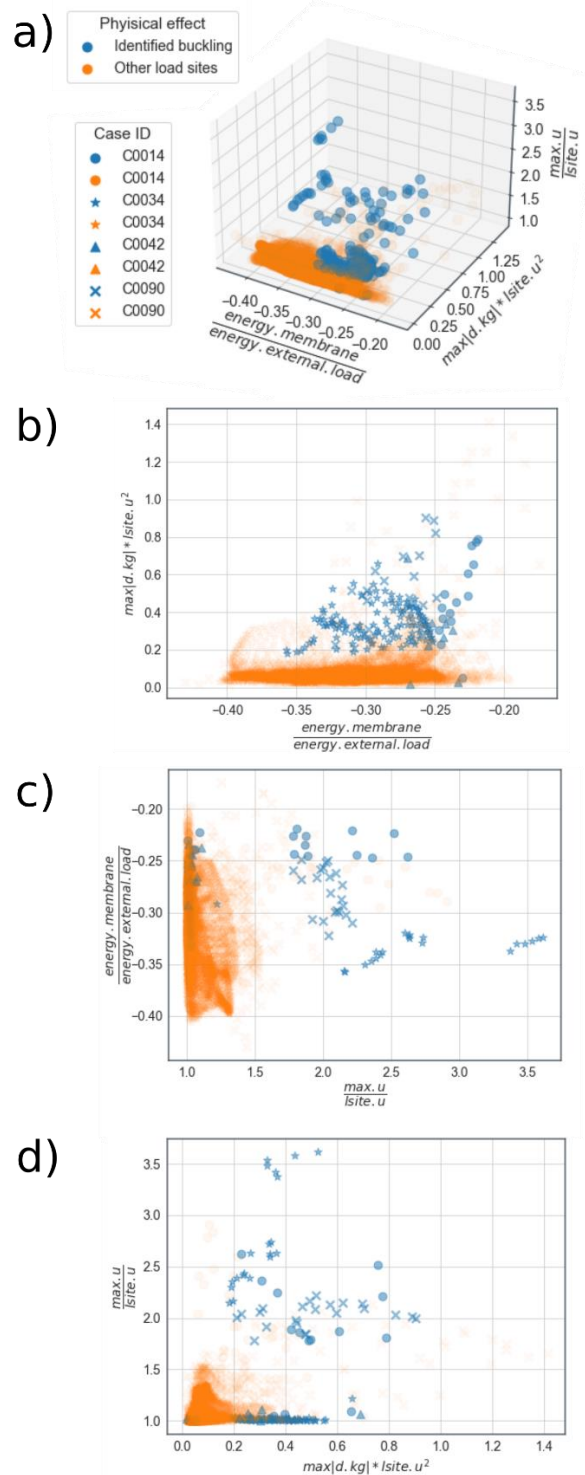 a)
Phyisical effect
Identified buckling
Other load sites
Case ID
C0014
C0014
C0034
C0034
C0042
C0042
C0090
C0090
3.5
3.0
2.5
2.0
1.5
1.0
max.u
lsite.u
1.25
1.00
0.75
0.50
0.25
0.00
max|d.kg| * lsite.u²
−0.40
−0.35
−0.30
−0.25
−0.20
energy.membrane
energy.external.load
b)
1.4
1.2
1.0
0.8
0.6
0.4
0.2
0.0
max|d.kg| * lsite.u²
−0.40 −0.35 −0.30 −0.25 −0.20
energy.membrane
energy.external.load
c)
−0.20
−0.25
−0.30
−0.35
−0.40
energy.membrane
energy.external.load
1.0 1.5 2.0 2.5 3.0 3.5
max.u
lsite.u
d)
3.5
3.0
2.5
2.0
1.5
1.0
max.u
lsite.u
0.0 0.2 0.4 0.6 0.8 1.0 1.2 1.4
max|d.kg| * lsite.u²